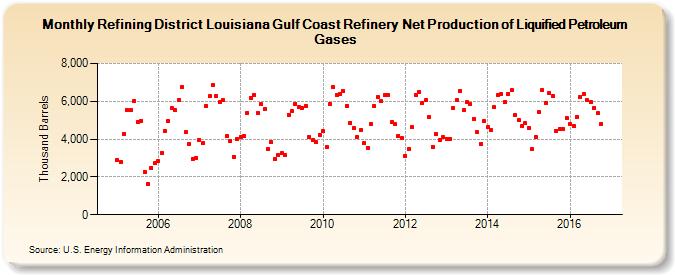 Monthly Refining District Louisiana Gulf Coast Refinery Net Production of Liquified Petroleum
Gases
Thousand Barrels
8,000
6,000
4,000
2,000
0
2006
2008
2010
2012
2014
2016
Source: U.S. Energy Information Administration